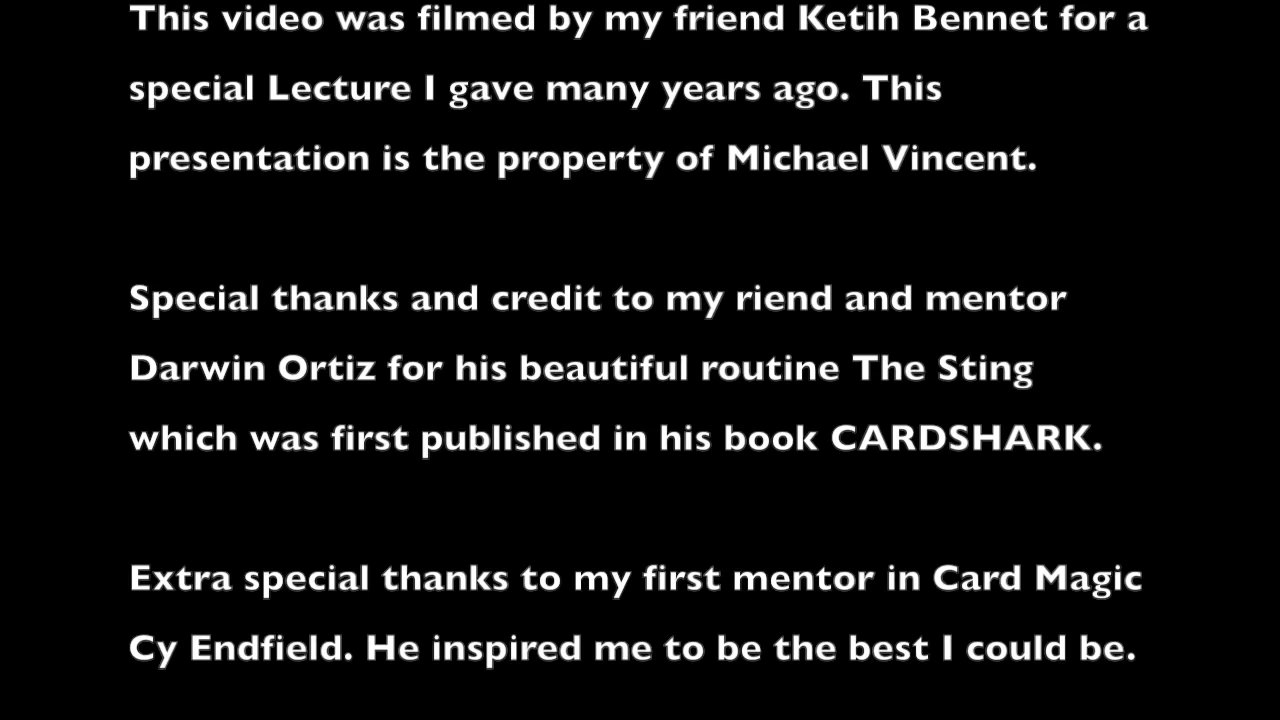 This video was filmed by my friend Ketih Bennet for a
special Lecture I gave many years ago. This
presentation is the property of Michael Vincent.
Special thanks and credit to my riend and mentor
Darwin Ortiz for his beautiful routine The Sting
which was first published in his book CARDSHARK.
Extra special thanks to my first mentor in Card Magic
Cy Endfield. He inspired me to be the best I could be.